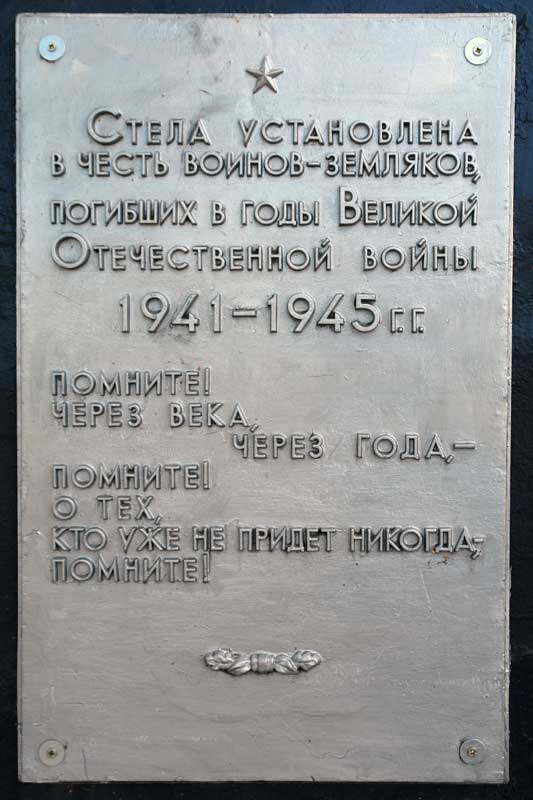 Стела установлена
в честь воинов-земляков,
погибших в годы Великой
Отечественной войны
1941-1945 г.г.
ПОМНИТЕ!
ЧЕРЕЗ ВЕКА,
ЧЕРЕЗ ГОДА,-
ПОМНИТЕ!
О ТЕХ,
КТО УЖЕ НЕ ПРИДЕТ НИКОГДА,-
ПОМНИТЕ!